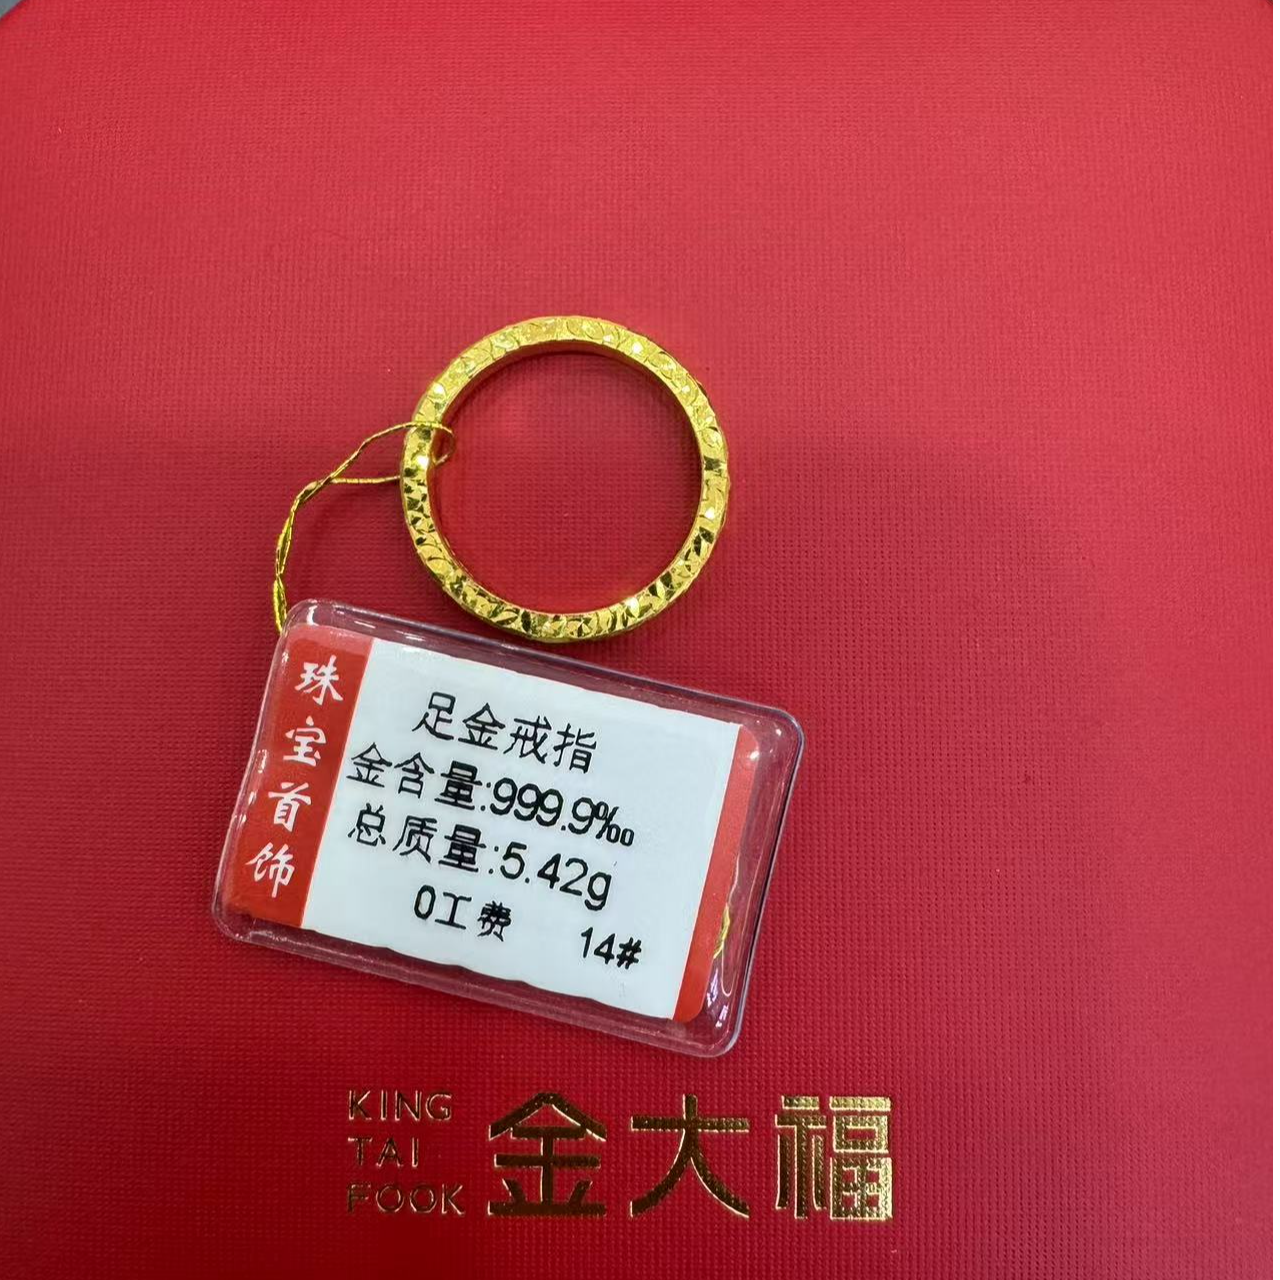 珠宝首饰
足金戒指
金含量:999.9‰
总质量:5.42g
0工费 14#
KING
TAI
FOOK
金大福